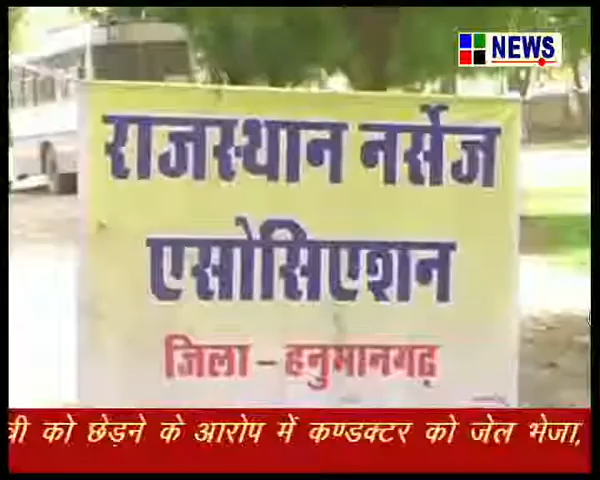 NEWS
राजस्थान नर्सेज
एसोसिएशन
जिला - हनुमानगढ़
को छेड़ने के आरोप में कण्डक्टर को जेल भेजा,